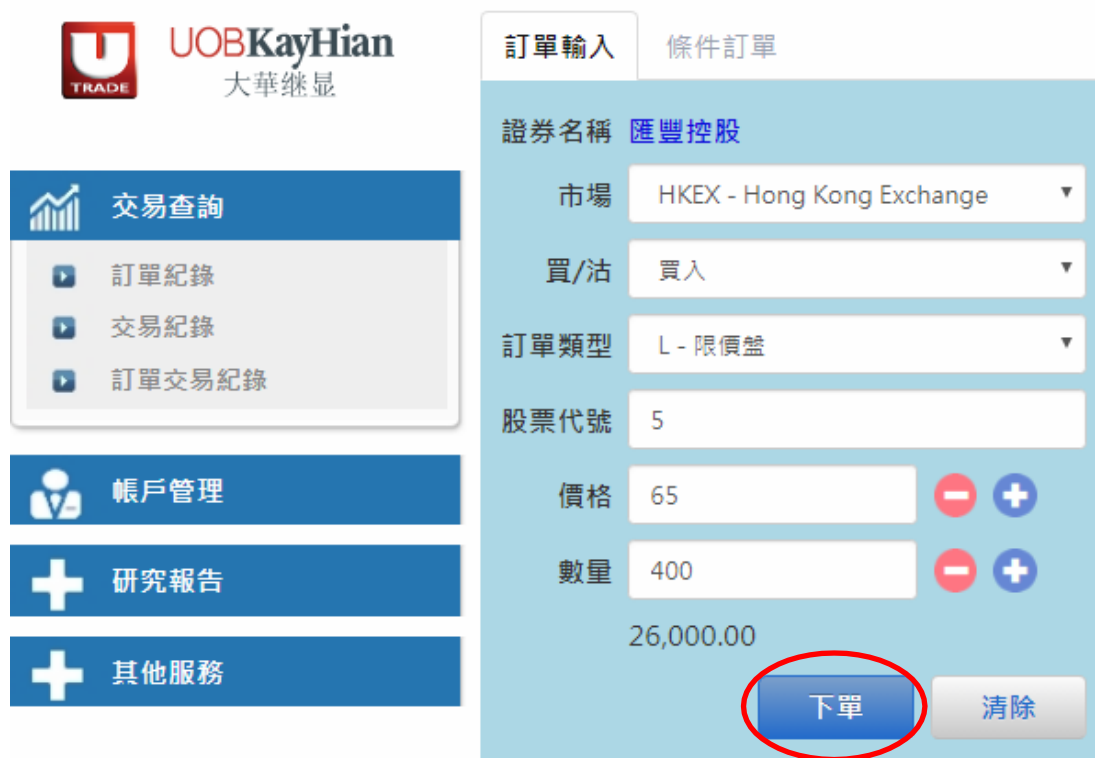 U
TRADE
UOBKayHian
大華继显
交易查詢
訂單紀錄
交易紀錄
訂單交易紀錄
帳戶管理
研究報告
其他服務
訂單輸入
條件訂單
證券名稱 匯豐控股
市場 HKEX - Hong Kong Exchange
買/沽 買入
訂單類型 L - 限價盤
股票代號 5
價格 65
數量 400
26,000.00
下單
清除